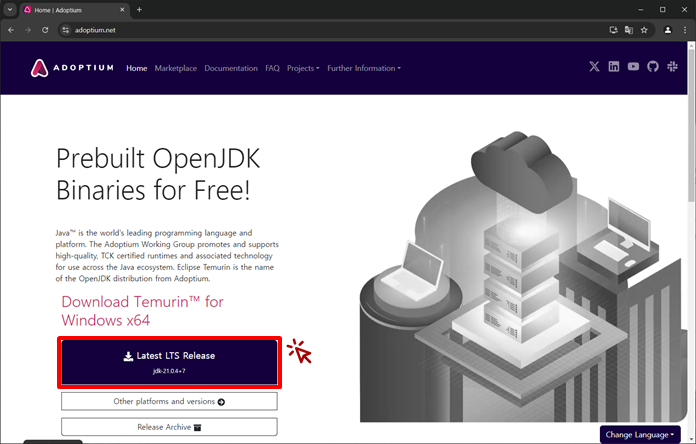 Home | Adoptium
adoptium.net
ADOPTIUM
Home Marketplace Documentation FAQ Projects Further Information
Prebuilt OpenJDK
Binaries for Free!
Java™ is the world's leading programming language and
platform. The Adoptium Working Group promotes and supports
high-quality, TCK certified runtimes and associated technology
for use across the Java ecosystem. Eclipse Temurin is the name
of the OpenJDK distribution from Adoptium.
Download Temurin™ for
Windows x64
Latest LTS Release
jdk-21.0.4+7
Other platforms and versions
Release Archive
Change Language